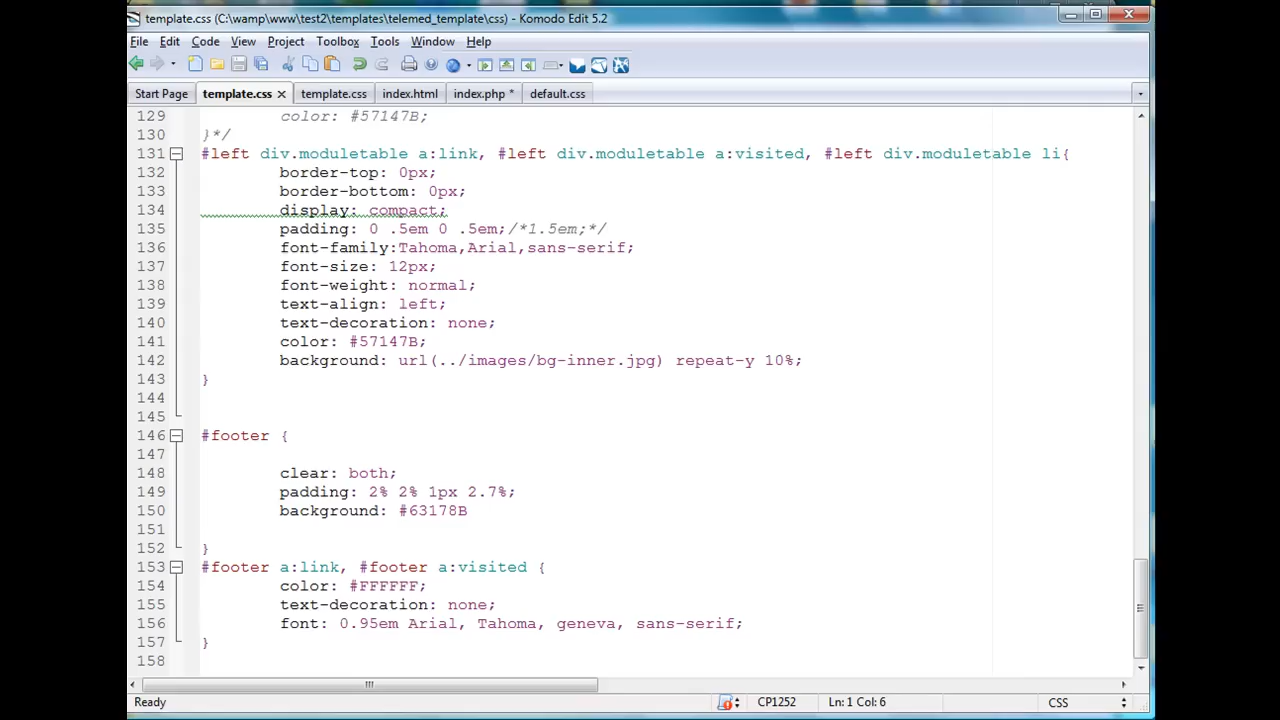 template.css (C:\wamp\www\test2\templates\telemed_template\css) - Komodo Edit 5.2
File Edit Code View Project Toolbox Tools Window Help
Start Page template.css template.css index.html index.php * default.css
129 color: #57147B;
130 }*/
131 #left div.moduletable a:link, #left div.moduletable a:visited, #left div.moduletable li{
132 border-top: 0px;
133 border-bottom: 0px;
134 display: compact;
135 padding: 0 .5em 0 .5em;/*1.5em;*/
136 font-family:Tahoma,Arial,sans-serif;
137 font-size: 12px;
138 font-weight: normal;
139 text-align: left;
140 text-decoration: none;
141 color: #57147B;
142 background: url(../images/bg-inner.jpg) repeat-y 10%;
143 }
144
145
146 #footer {
147
148 clear: both;
149 padding: 2% 2% 1px 2.7%;
150 background: #63178B
151
152 }
153 #footer a:link, #footer a:visited {
154 color: #FFFFFF;
155 text-decoration: none;
156 font: 0.95em Arial, Tahoma, geneva, sans-serif;
157 }
158
Ready CP1252 Ln: 1 Col: 6 CSS